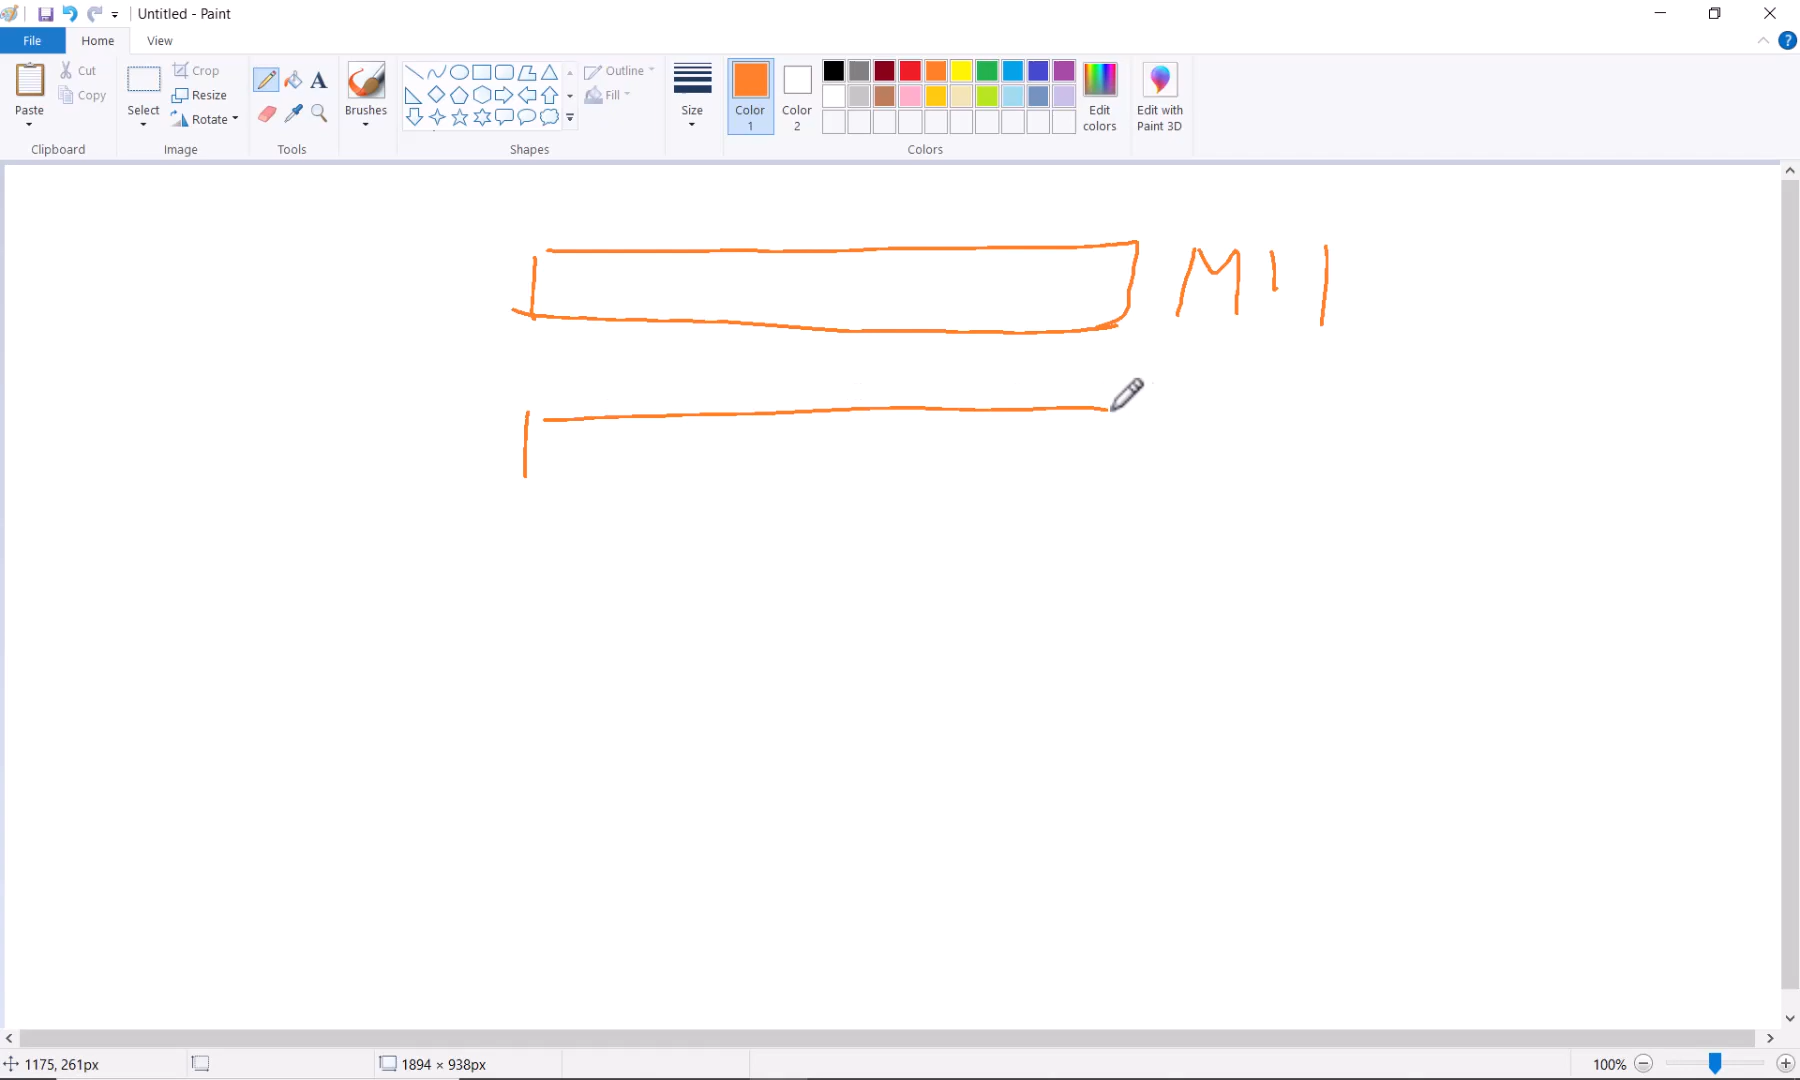 Untitled - Paint
File Home View
Paste
Cut
Copy
Clipboard
Select
Crop
Resize
Rotate
Image
Tools
Brushes
Shapes
Outline
Fill
Size
Color 1
Color 2
Edit colors
Colors
Edit with Paint 3D
M ' |
1175, 261px
1894 × 938px
100%